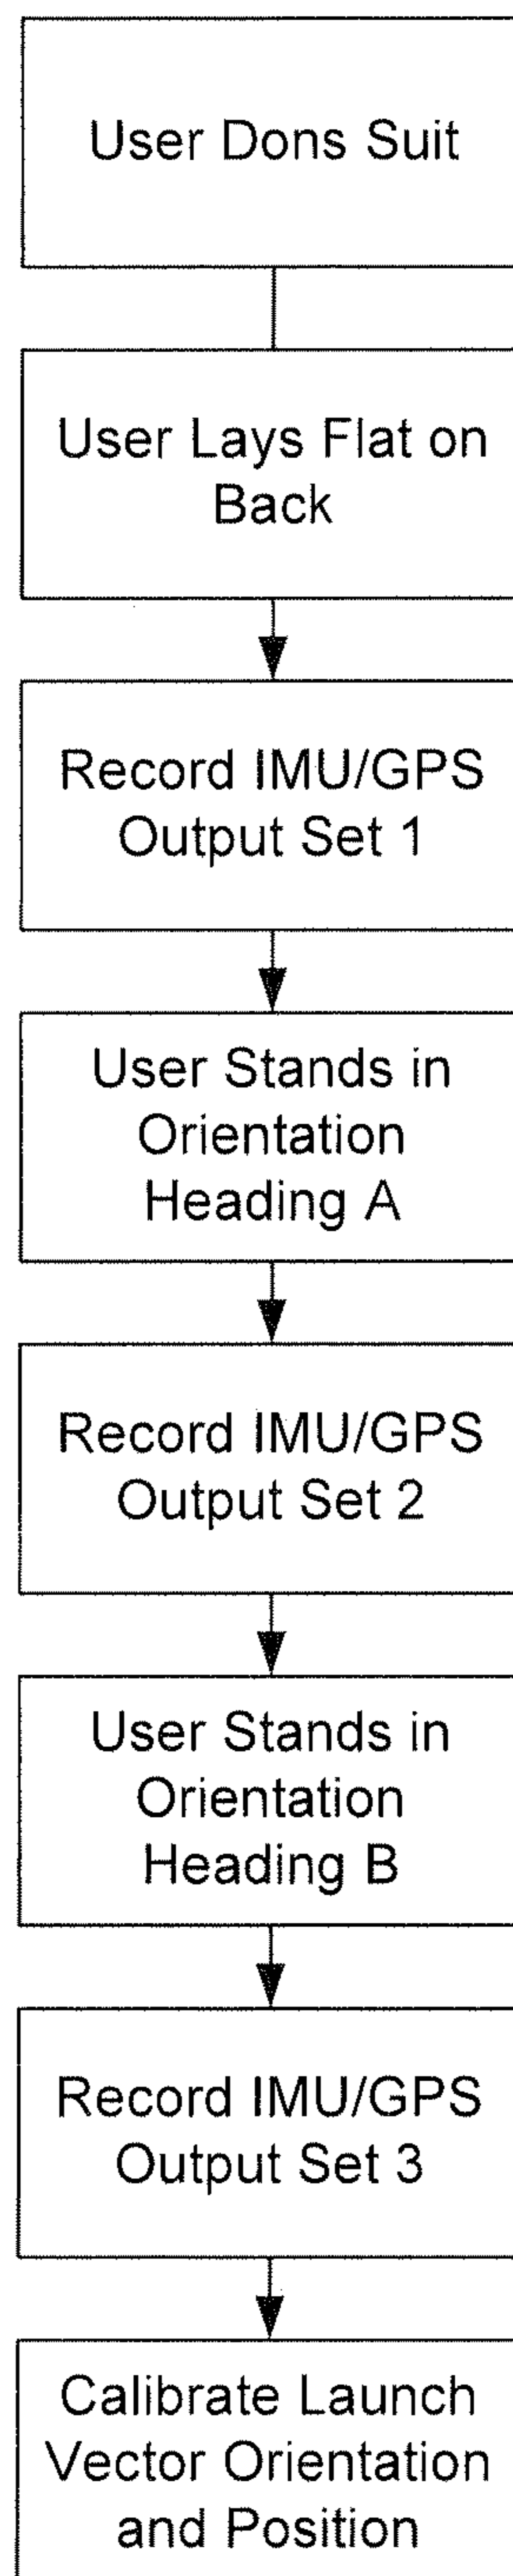 User Dons Suit
User Lays Flat on
Back
Record IMU/GPS
Output Set 1
User Stands in
Orientation
Heading A
Record IMU/GPS
Output Set 2
User Stands in
Orientation
Heading B
Record IMU/GPS
Output Set 3
Calibrate Launch
Vector Orientation
and Position